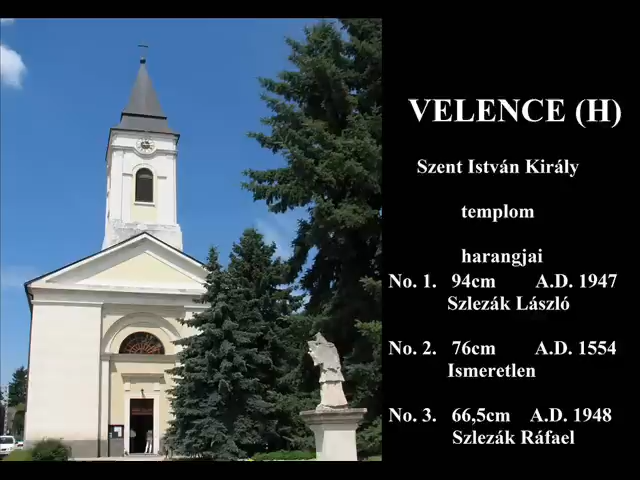 VELENCE (H)
Szent István Király
templom
harangjai
No. 1. 94cm A.D. 1947
Szlezák László
No. 2. 76cm A.D. 1554
Ismeretlen
No. 3. 66,5cm A.D. 1948
Szlezák Ráfael